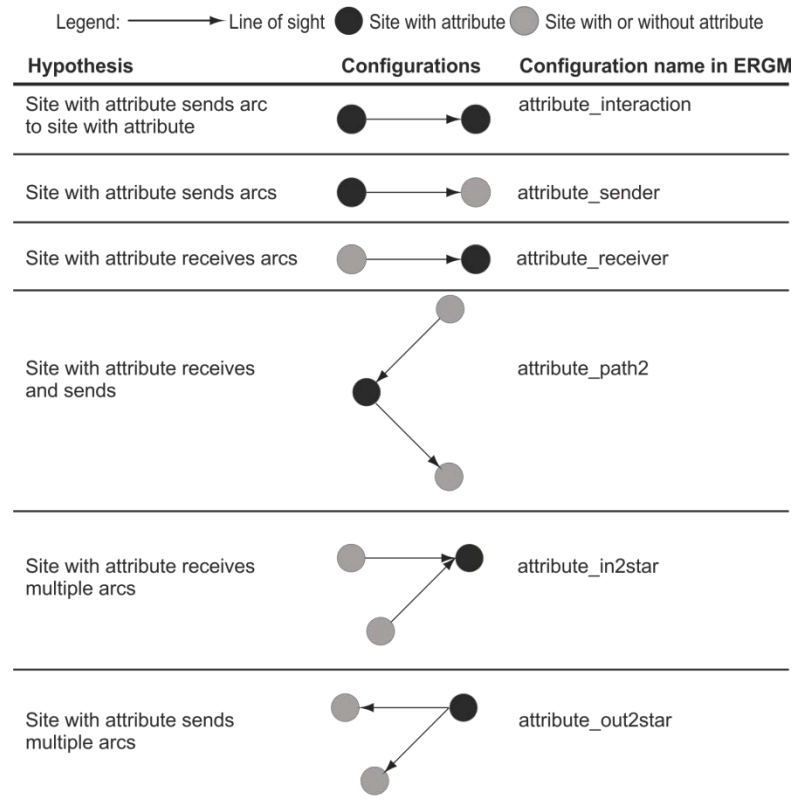 Legend: Line of sight Site with attribute Site with or without attribute
Hypothesis Configurations Configuration name in ERGM
Site with attribute sends arc
to site with attribute
attribute_interaction
Site with attribute sends arcs
attribute_sender
Site with attribute receives arcs
attribute_receiver
Site with attribute receives
and sends
attribute_path2
Site with attribute receives
multiple arcs
attribute_in2star
Site with attribute sends
multiple arcs
attribute_out2star